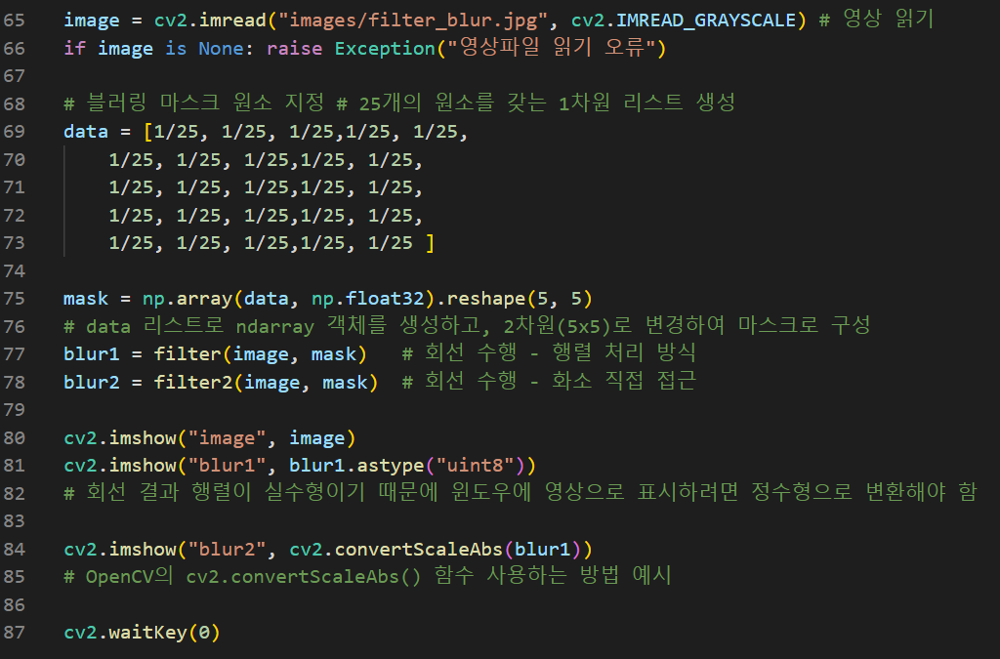 65 image = cv2.imread("images/filter_blur.jpg", cv2.IMREAD_GRAYSCALE) # 영상 읽기
66 if image is None: raise Exception("영상파일 읽기 오류")
67
68 # 블러링 마스크 원소 지정 # 25개의 원소를 갖는 1차원 리스트 생성
69 data = [1/25, 1/25, 1/25,1/25, 1/25,
70     1/25, 1/25, 1/25,1/25, 1/25,
71     1/25, 1/25, 1/25,1/25, 1/25,
72     1/25, 1/25, 1/25,1/25, 1/25,
73     1/25, 1/25, 1/25,1/25, 1/25 ]
74
75 mask = np.array(data, np.float32).reshape(5, 5)
76 # data 리스트로 ndarray 객체를 생성하고, 2차원(5x5)로 변경하여 마스크로 구성
77 blur1 = filter(image, mask)   # 회선 수행 - 행렬 처리 방식
78 blur2 = filter2(image, mask)  # 회선 수행 - 화소 직접 접근
79
80 cv2.imshow("image", image)
81 cv2.imshow("blur1", blur1.astype("uint8"))
82 # 회선 결과 행렬이 실수형이기 때문에 윈도우에 영상으로 표시하려면 정수형으로 변환해야 함
83
84 cv2.imshow("blur2", cv2.convertScaleAbs(blur1))
85 # OpenCV의 cv2.convertScaleAbs() 함수 사용하는 방법 예시
86
87 cv2.waitKey(0)